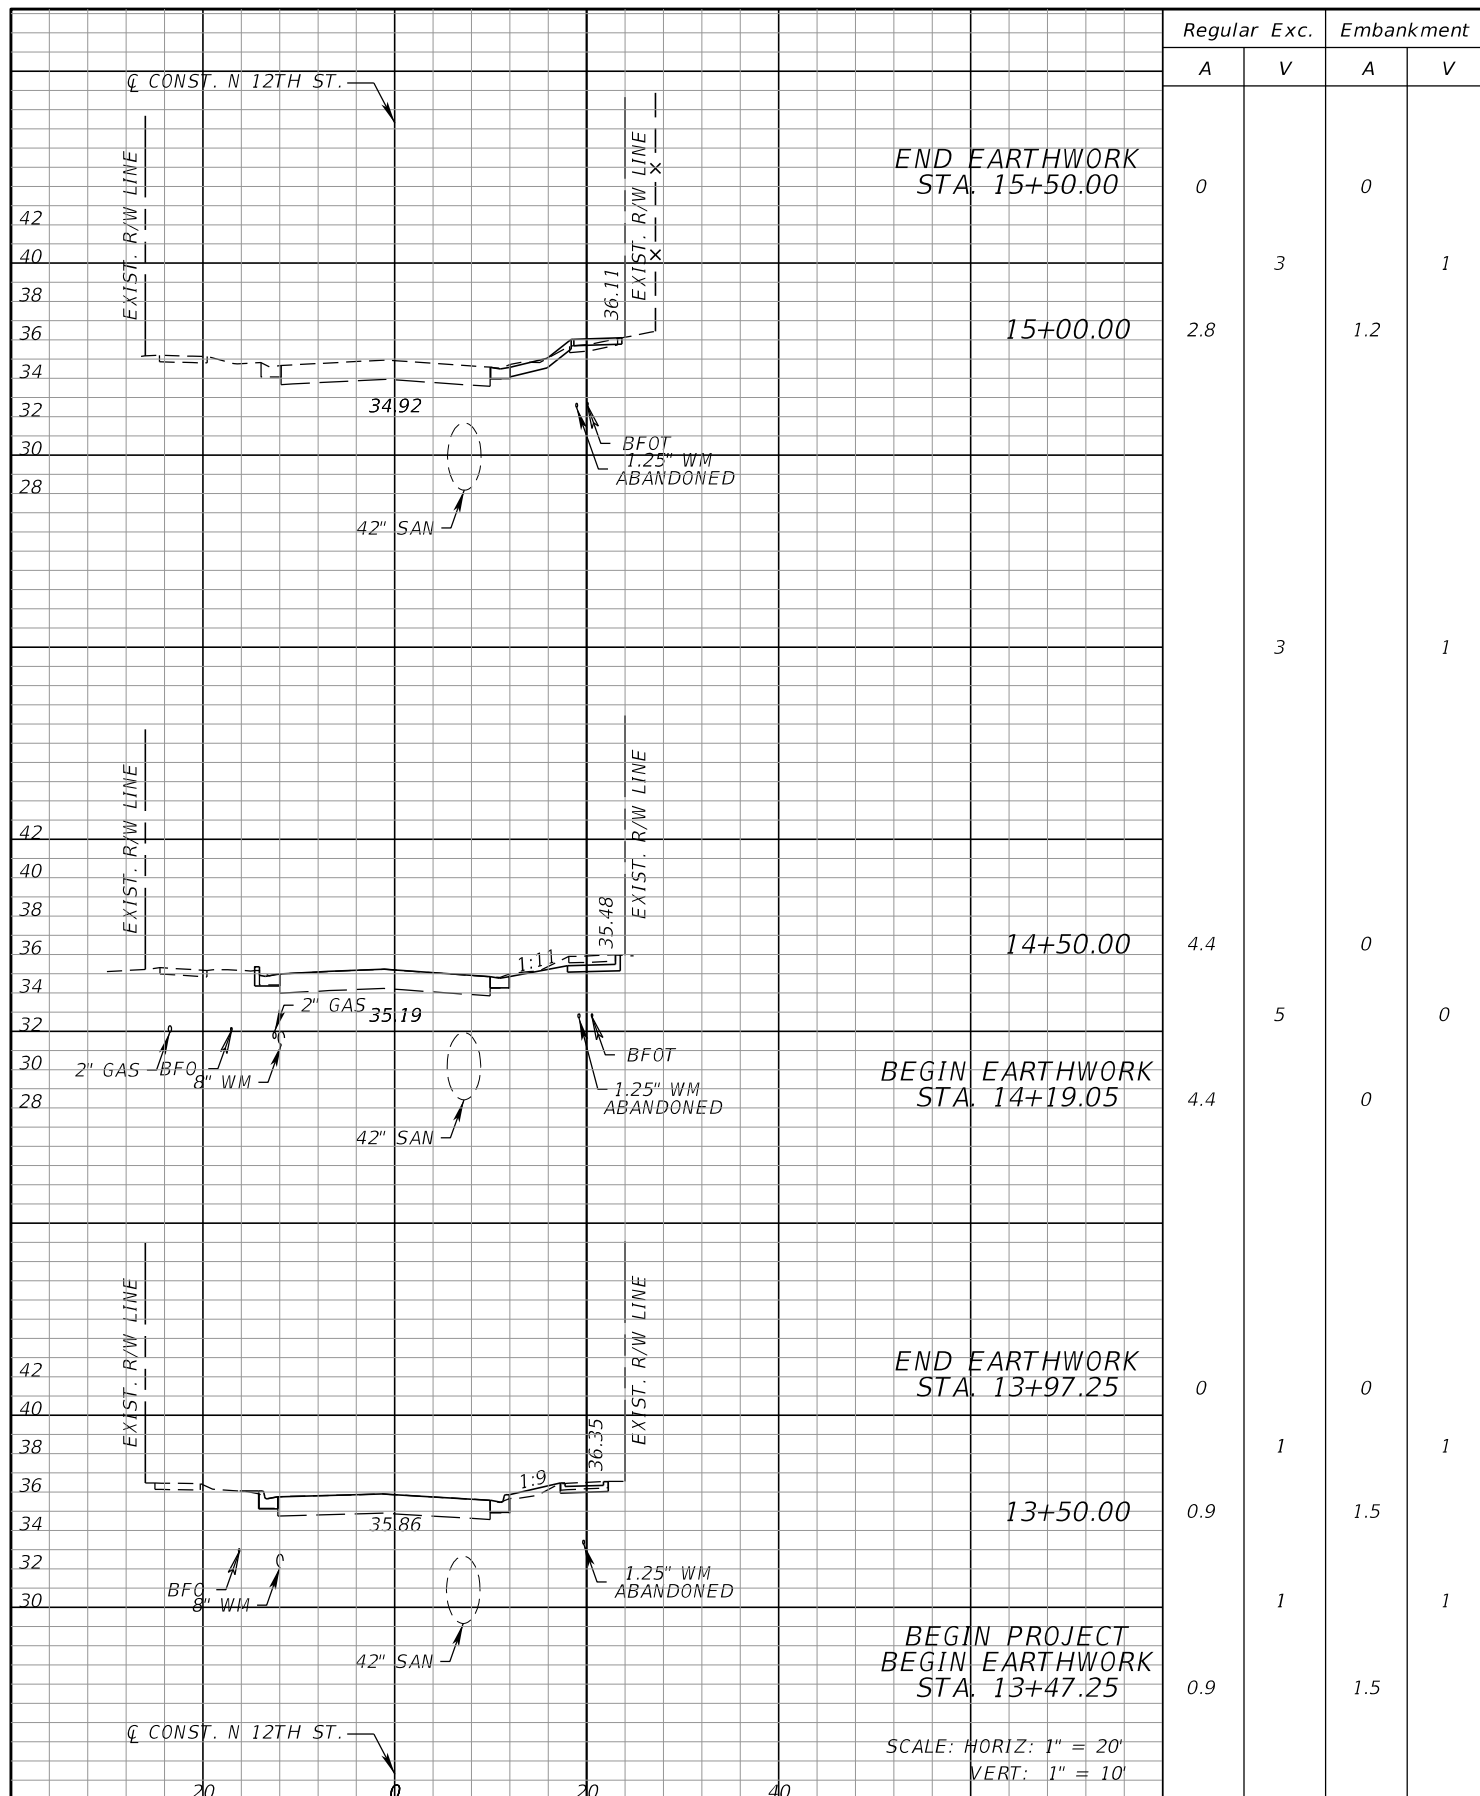 Regular Exc. Embankment
A V A V
℄ CONST. N 12TH ST.
EXIST. R/W LINE
EXIST. R/W LINE
END EARTHWORK
STA. 15+50.00 0 0
42
40
3 1
38
36.11
36
15+00.00 2.8 1.2
34
32
34.92
30
BFOT
1.25" WM
ABANDONED
28
42" SAN
3 1
EXIST. R/W LINE
EXIST. R/W LINE
42
40
38
35.48
36
14+50.00 4.4 0
1:11
34
2" GAS
35.19
5 0
32
30
2" GAS
BFO
8" WM
BFOT
1.25" WM
ABANDONED
BEGIN EARTHWORK
STA. 14+19.05 4.4 0
28
42" SAN
EXIST. R/W LINE
EXIST. R/W LINE
END EARTHWORK
STA. 13+97.25 0 0
42
40
38
36.35
1 1
36
1:9
13+50.00 0.9 1.5
34
35.86
32
30
BFO
8" WM
1.25" WM
ABANDONED
1 1
42" SAN
BEGIN PROJECT
BEGIN EARTHWORK
STA. 13+47.25 0.9 1.5
℄ CONST. N 12TH ST.
SCALE: HORIZ: 1" = 20'
VERT: 1" = 10'
20 0 20 40